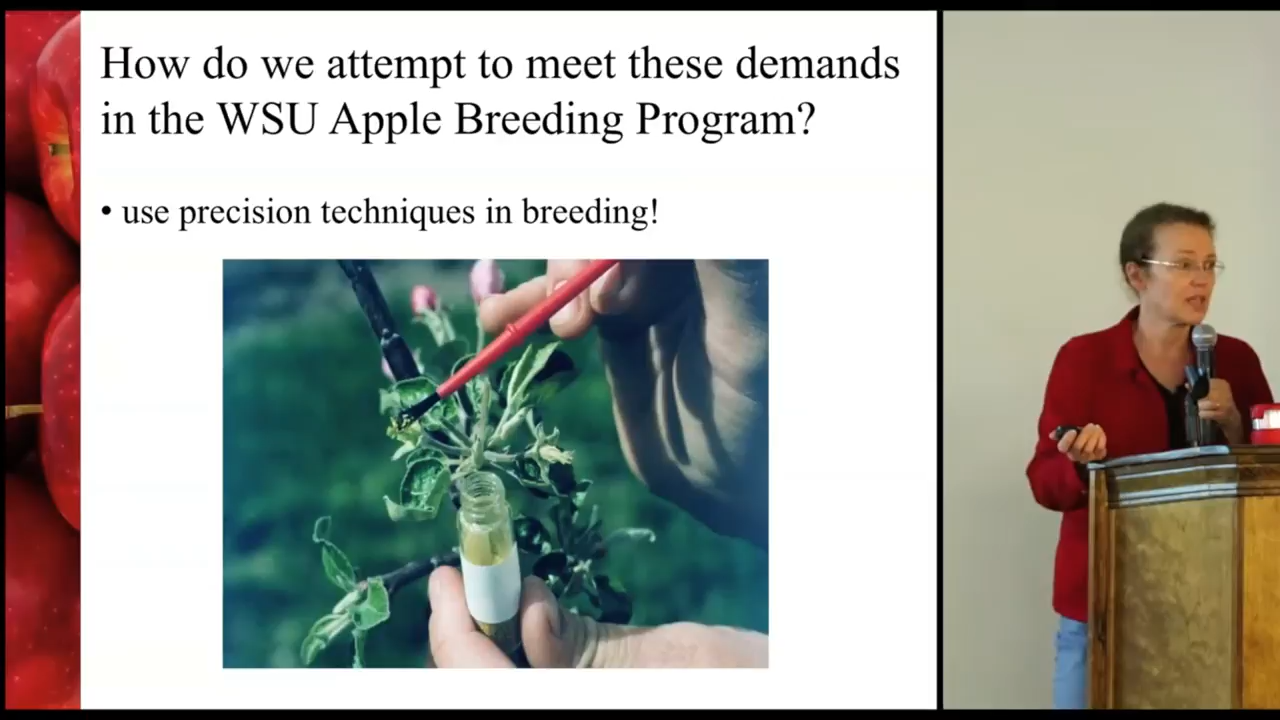 How do we attempt to meet these demands
in the WSU Apple Breeding Program?
• use precision techniques in breeding!